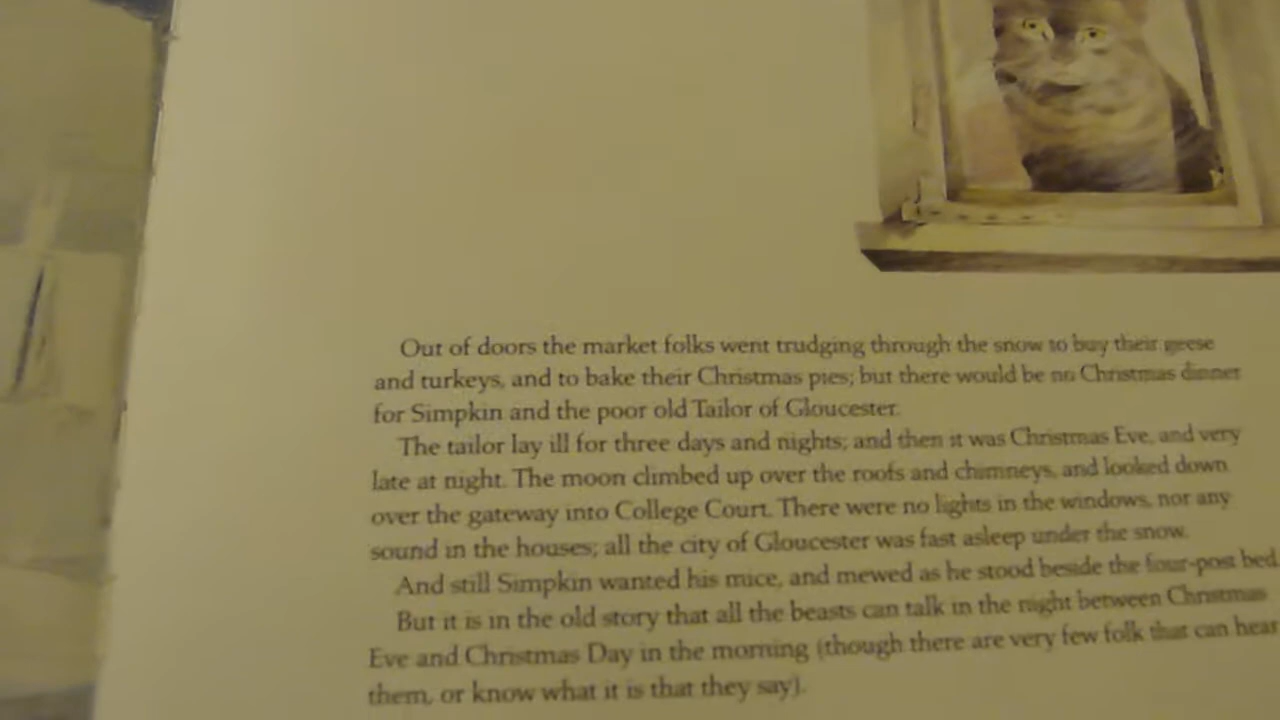 Out of doors the market folks went trudging through the snow to buy their geese
and turkeys, and to bake their Christmas pies; but there would be no Christmas dinner
for Simpkin and the poor old Tailor of Gloucester.
The tailor lay ill for three days and nights; and then it was Christmas Eve, and very
late at night. The moon climbed up over the roofs and chimneys, and looked down
over the gateway into College Court. There were no lights in the windows, nor any
sound in the houses; all the city of Gloucester was fast asleep under the snow.
And still Simpkin wanted his mice, and mewed as he stood beside the four-post bed.
But it is in the old story that all the beasts can talk in the night between Christmas
Eve and Christmas Day in the morning (though there are very few folk that can hear
them, or know what it is that they say).